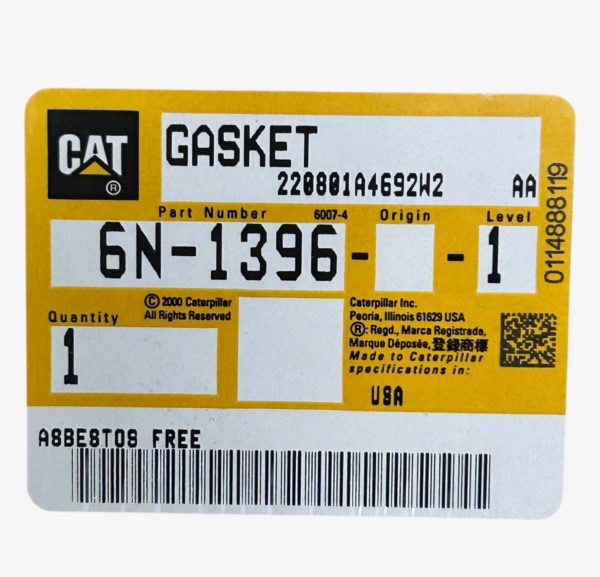 CAT
®
GASKET
220801A4692W2 AA
Part Number 6007-4 Origin Level
6N-1396- -1
0114888119
© 2000 Caterpillar
All Rights Reserved
Quantity
1
Caterpillar Inc.
Peoria, Illinois 61629 USA
®: Regd., Marca Registrada,
Marque Déposée, 登録商標
Made to Caterpillar
specifications in:
USA
A8BE8T08 FREE